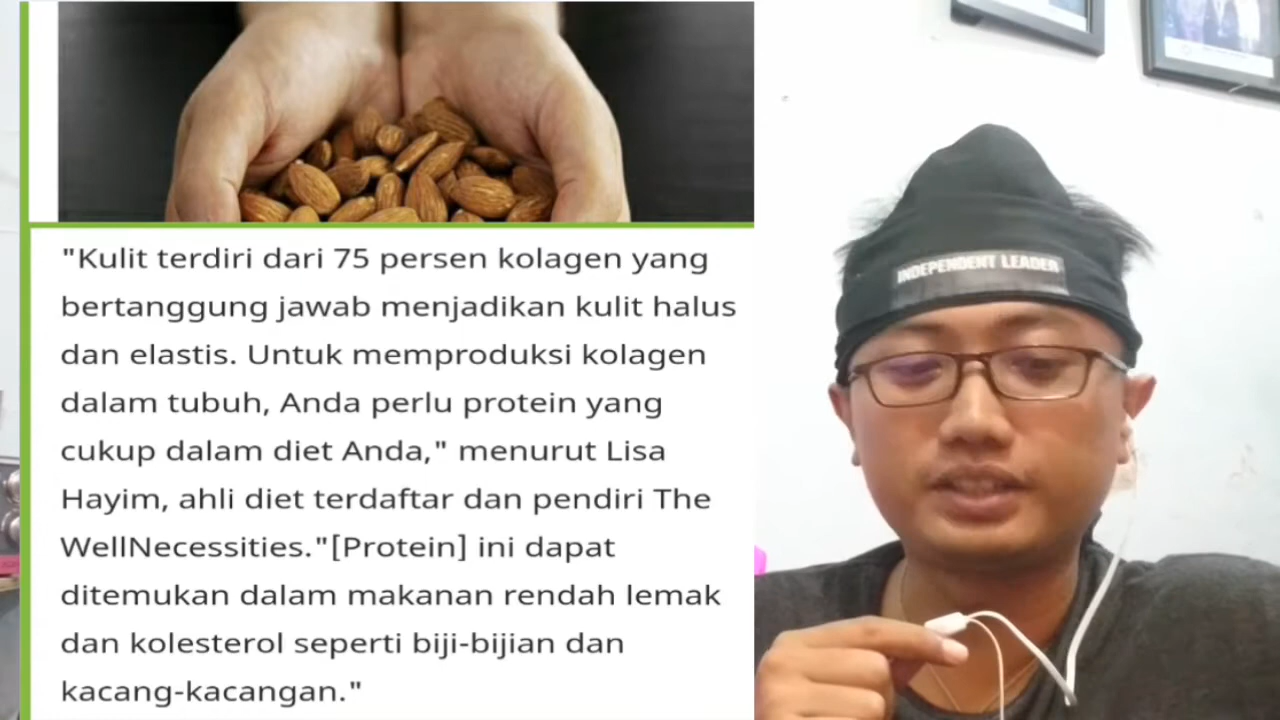 "Kulit terdiri dari 75 persen kolagen yang
bertanggung jawab menjadikan kulit halus
dan elastis. Untuk memproduksi kolagen
dalam tubuh, Anda perlu protein yang
cukup dalam diet Anda," menurut Lisa
Hayim, ahli diet terdaftar dan pendiri The
WellNecessities."[Protein] ini dapat
ditemukan dalam makanan rendah lemak
dan kolesterol seperti biji-bijian dan
kacang-kacangan."
INDEPENDENT LEADER